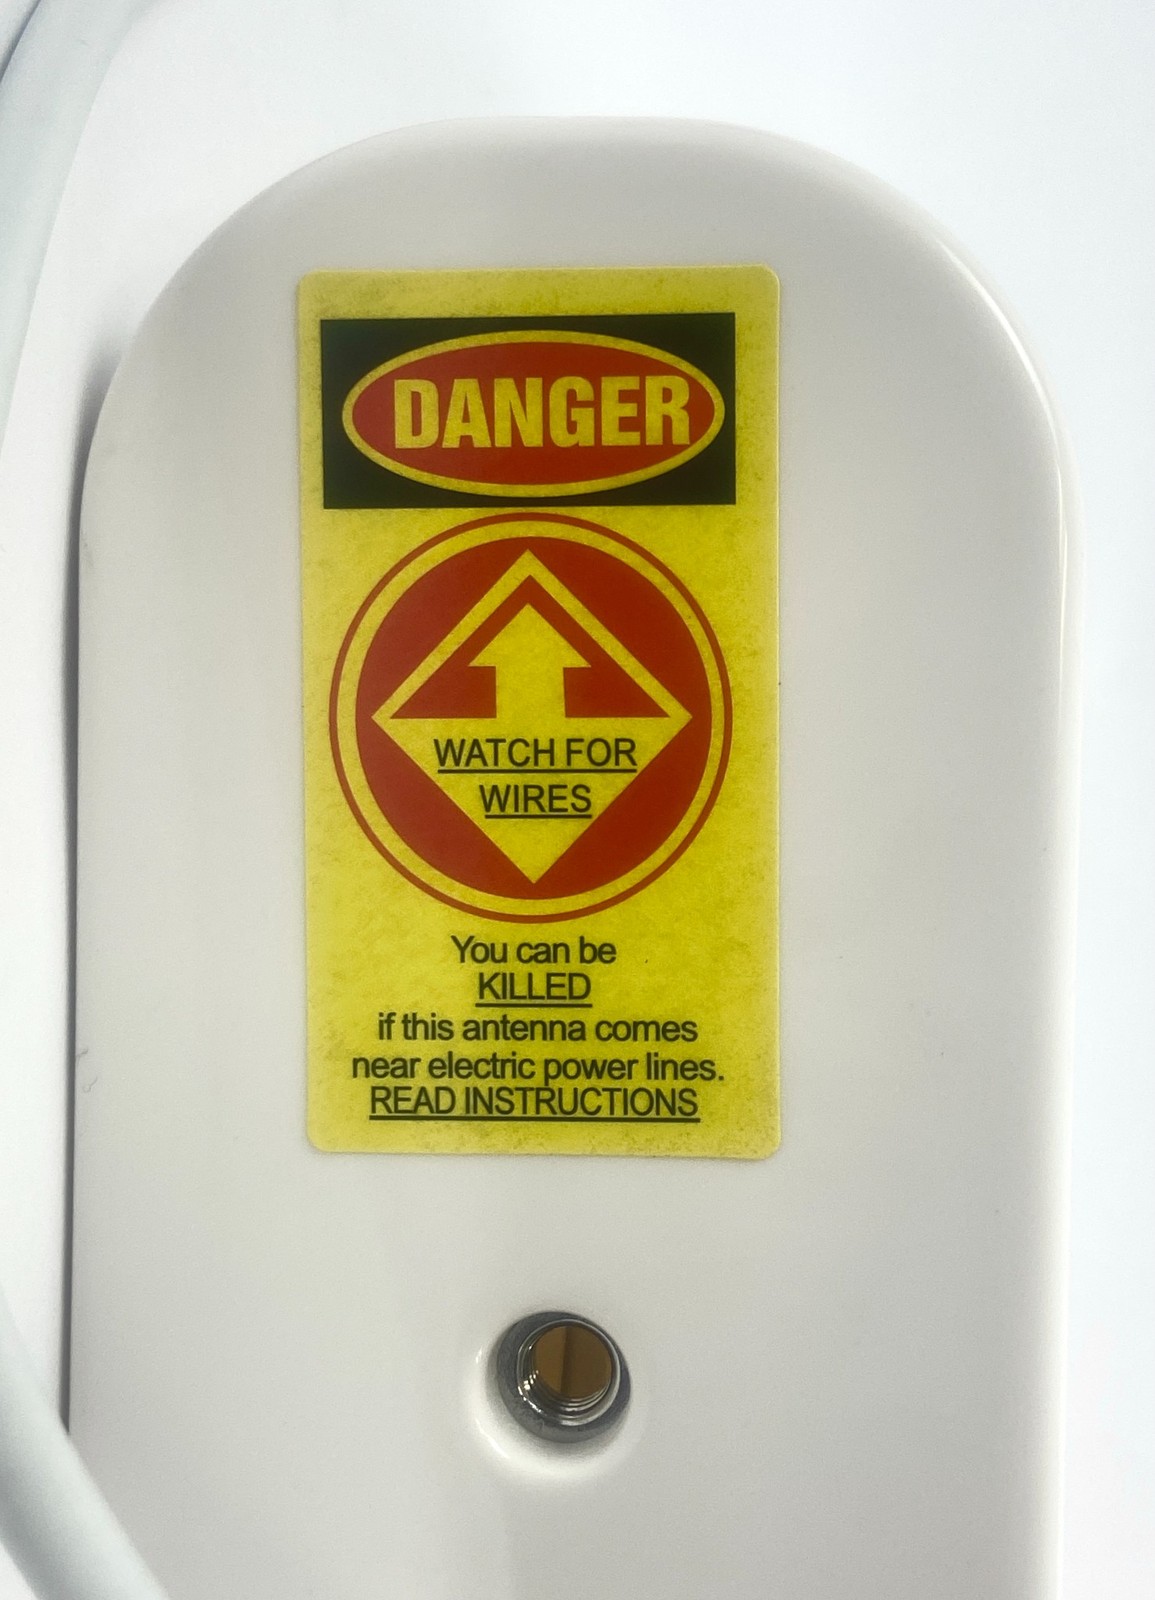 DANGER
WATCH FOR
WIRES
You can be
KILLED
if this antenna comes
near electric power lines.
READ INSTRUCTIONS